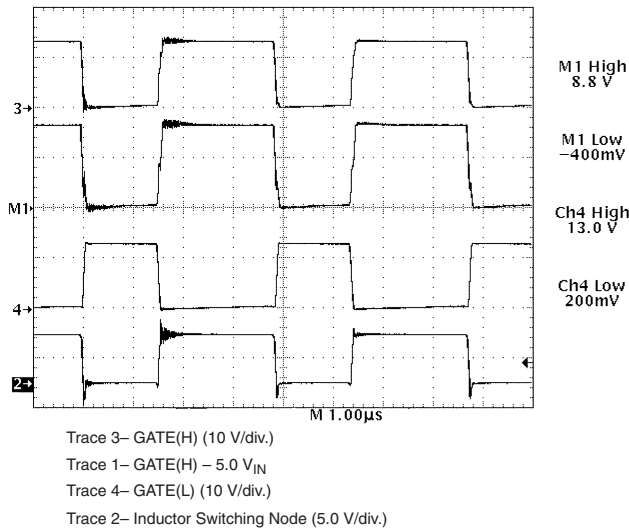 M1 High
8.8 V
3→
M1 Low
−400mV
M1→
Ch4 High
13.0 V
Ch4 Low
200mV
4→
2→
M 1.00µs
Trace 3– GATE(H) (10 V/div.)
Trace 1– GATE(H) – 5.0 VIN
Trace 4– GATE(L) (10 V/div.)
Trace 2– Inductor Switching Node (5.0 V/div.)